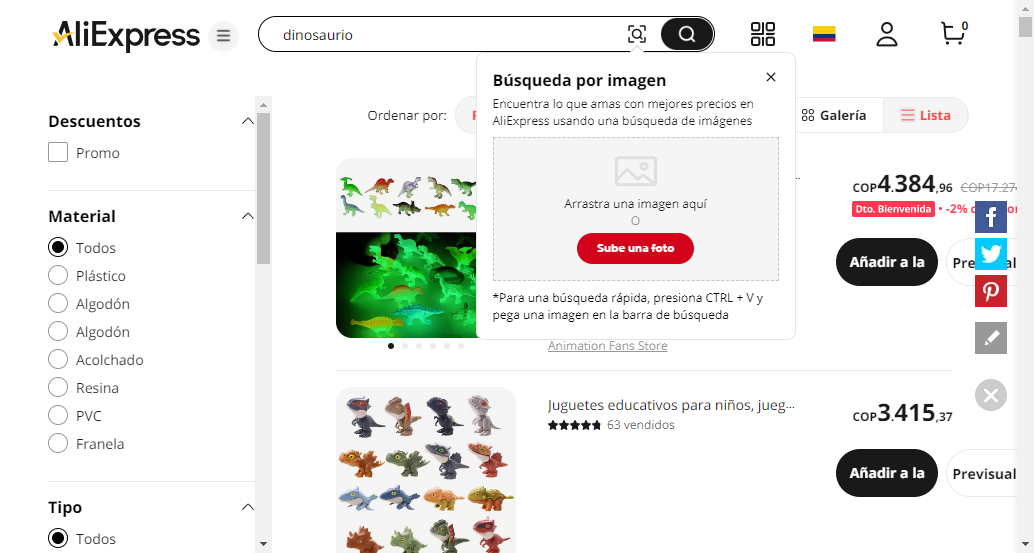 AliExpress
dinosaurio
0
Búsqueda por imagen
Encuentra lo que amas con mejores precios en
AliExpress usando una búsqueda de imágenes
Arrastra una imagen aquí
O
Sube una foto
*Para una búsqueda rápida, presiona CTRL + V y
pega una imagen en la barra de búsqueda
Descuentos
Promo
Material
Todos
Plástico
Algodón
Algodón
Acolchado
Resina
PVC
Franela
Tipo
Todos
Ordenar por:
Galería
Lista
...
COP4.384,96 COP17.27
Dto. Bienvenida • -2%
Añadir a la
Animation Fans Store
Juguetes educativos para niños, jueg...
63 vendidos
COP3.415,37
Añadir a la
Previsual